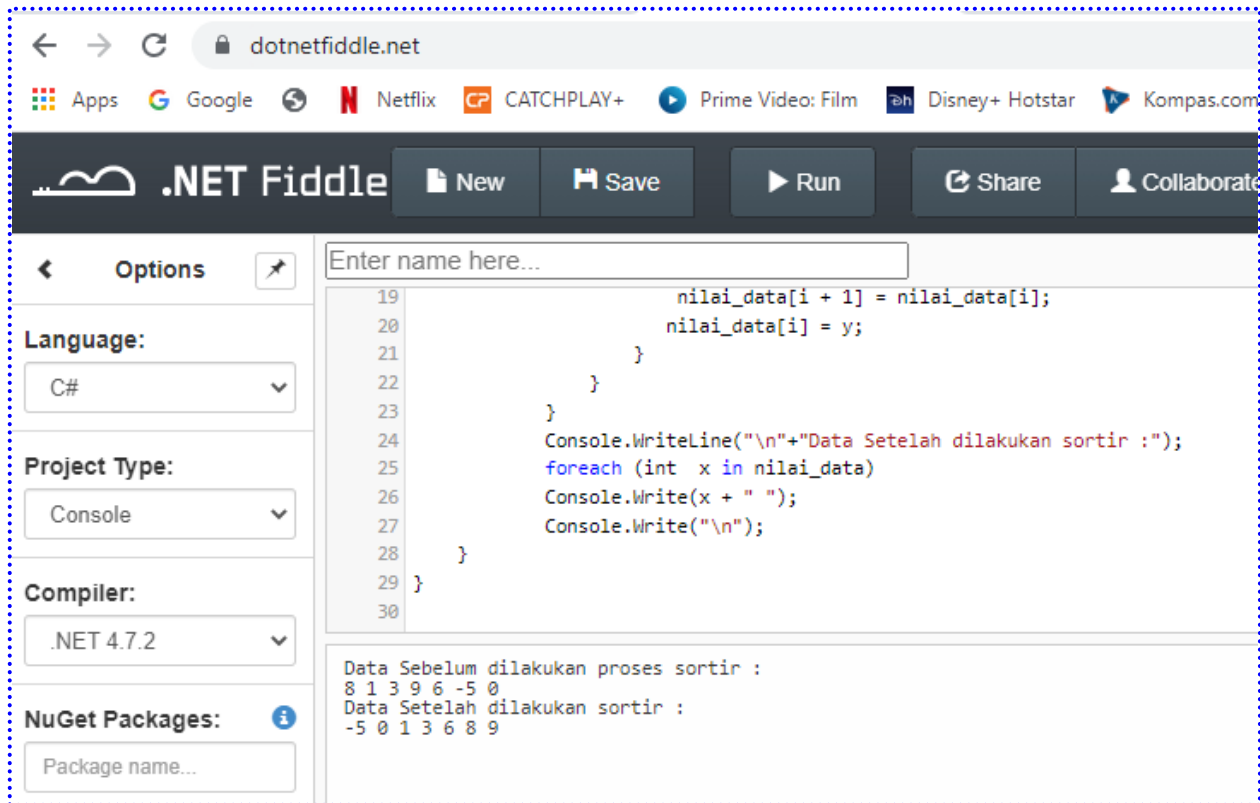 dotnetfiddle.net
Apps Google Netflix CATCHPLAY+ Prime Video: Film Disney+ Hotstar Kompas.com
.NET Fiddle New Save Run Share Collaborate
Options
Enter name here...
Language:
C#
Project Type:
Console
Compiler:
.NET 4.7.2
NuGet Packages:
Package name...
19 nilai_data[i + 1] = nilai_data[i];
20 nilai_data[i] = y;
21 }
22 }
23 }
24 Console.WriteLine("\n"+"Data Setelah dilakukan sortir :");
25 foreach (int  x in nilai_data)
26 Console.Write(x + " ");
27 Console.Write("\n");
28 }
29 }
30
Data Sebelum dilakukan proses sortir :
8 1 3 9 6 -5 0
Data Setelah dilakukan sortir :
-5 0 1 3 6 8 9